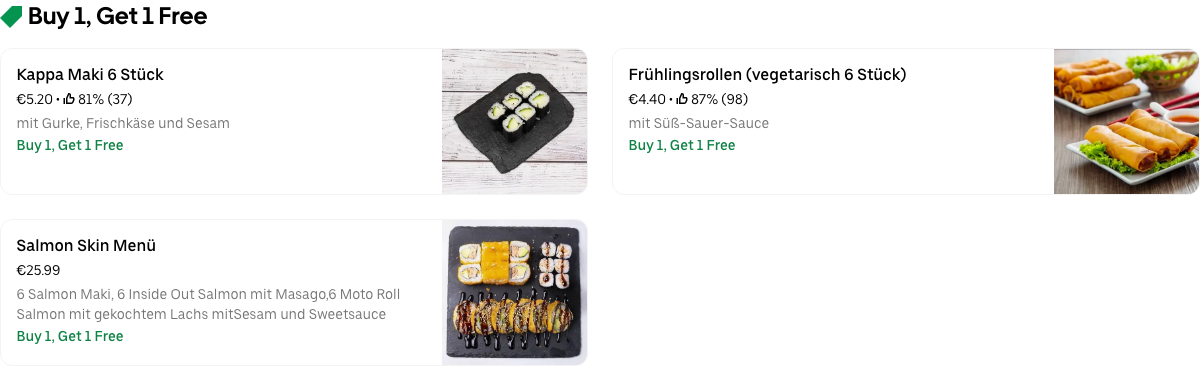 Buy 1, Get 1 Free
Kappa Maki 6 Stück
€5.20 • 81% (37)
mit Gurke, Frischkäse und Sesam
Buy 1, Get 1 Free
Frühlingsrollen (vegetarisch 6 Stück)
€4.40 • 87% (98)
mit Süß-Sauer-Sauce
Buy 1, Get 1 Free
Salmon Skin Menü
€25.99
6 Salmon Maki, 6 Inside Out Salmon mit Masago,6 Moto Roll
Salmon mit gekochtem Lachs mitSesam und Sweetsauce
Buy 1, Get 1 Free